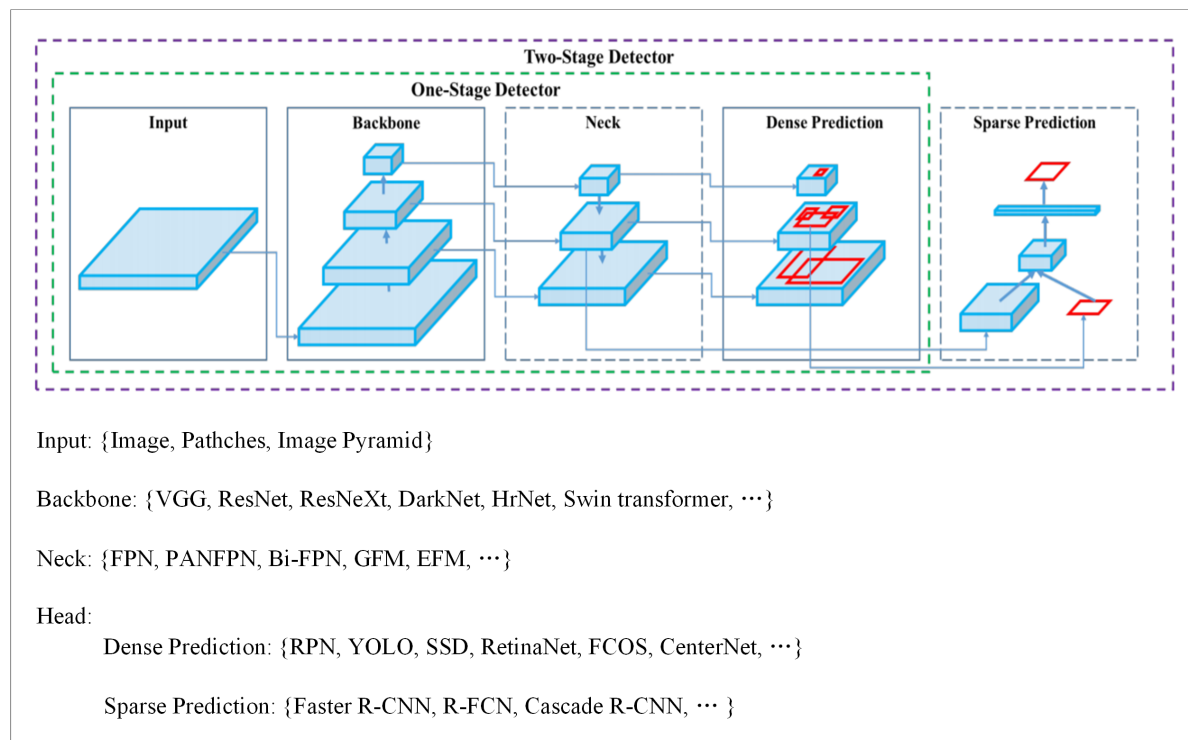 Two-Stage Detector
One-Stage Detector
Input
Backbone
Neck
Dense Prediction
Sparse Prediction
Input: {Image, Pathches, Image Pyramid}
Backbone: {VGG, ResNet, ResNeXt, DarkNet, HrNet, Swin transformer, ⋯}
Neck: {FPN, PANFPN, Bi-FPN, GFM, EFM, ⋯}
Head:
Dense Prediction: {RPN, YOLO, SSD, RetinaNet, FCOS, CenterNet, ⋯}
Sparse Prediction: {Faster R-CNN, R-FCN, Cascade R-CNN, ⋯ }